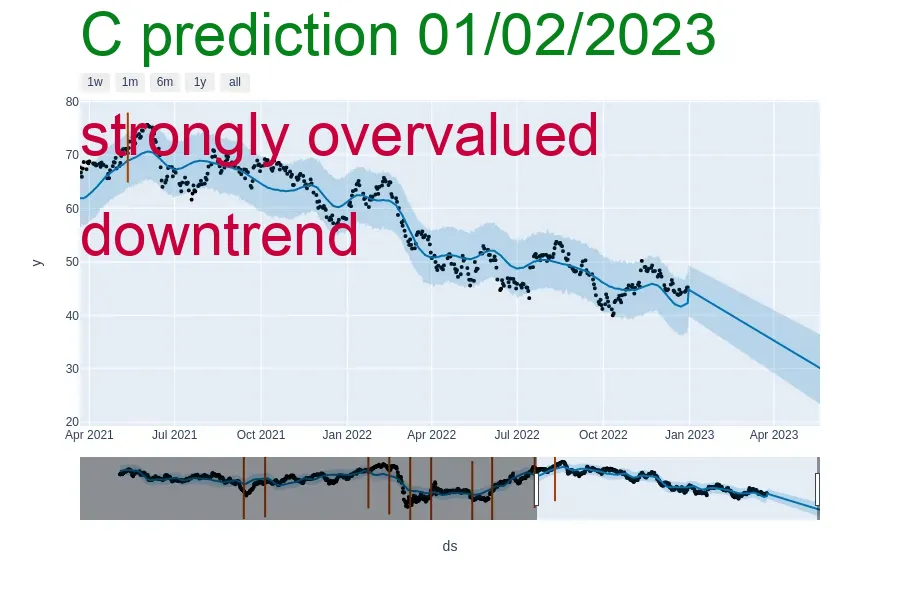 C prediction 01/02/2023
1w 1m 6m 1y all
80
strongly overvalued
70
60
downtrend
50
y
40
30
20
Apr 2021 Jul 2021 Oct 2021 Jan 2022 Apr 2022 Jul 2022 Oct 2022 Jan 2023 Apr 2023
ds